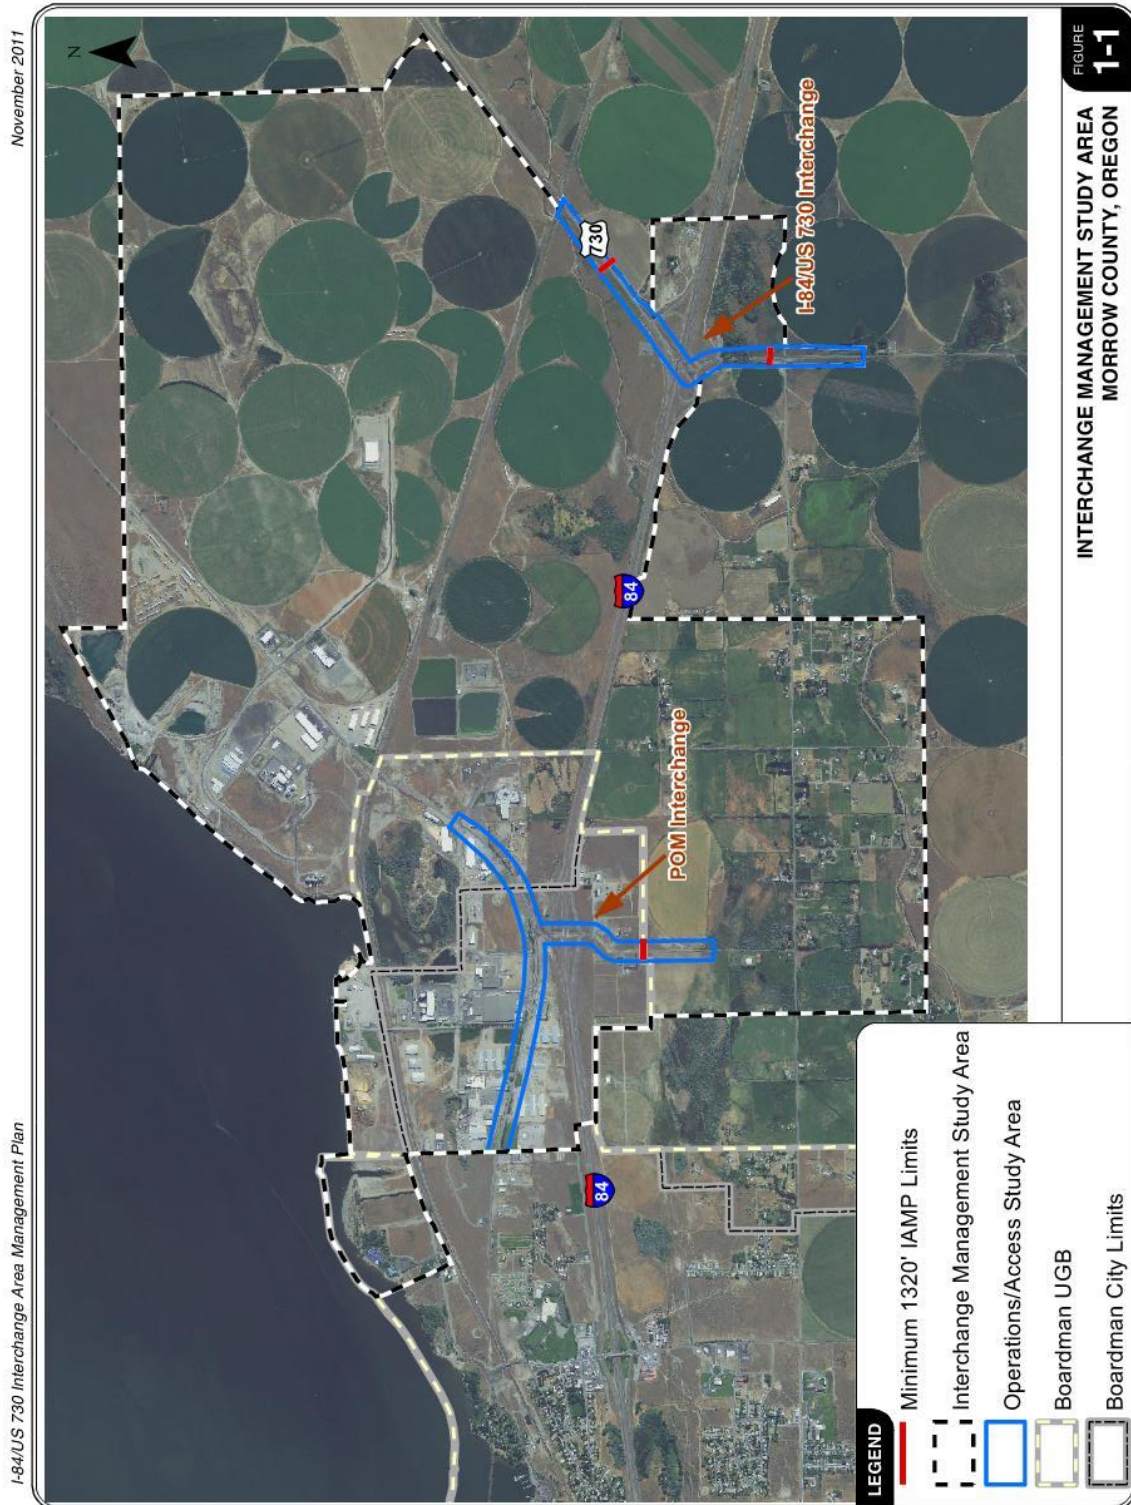 I-84/US 730 Interchange Area Management Plan
November 2011
N
730
I-84/US 730 Interchange
84
POM Interchange
84
LEGEND
Minimum 1320' IAMP Limits
Interchange Management Study Area
Operations/Access Study Area
Boardman UGB
Boardman City Limits
INTERCHANGE MANAGEMENT STUDY AREA
MORROW COUNTY, OREGON
FIGURE
1-1